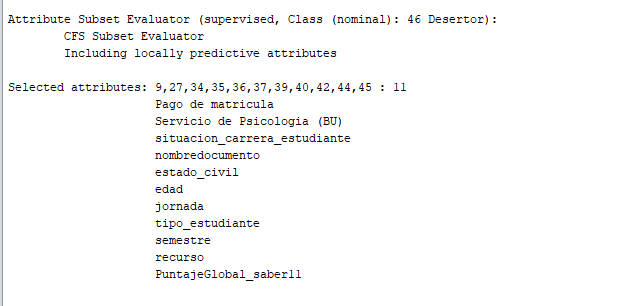 Attribute Subset Evaluator (supervised, Class (nominal): 46 Desertor):
CFS Subset Evaluator
Including locally predictive attributes
Selected attributes: 9,27,34,35,36,37,39,40,42,44,45 : 11
Pago de matricula
Servicio de Psicologia (BU)
situacion_carrera_estudiante
nombredocumento
estado_civil
edad
jornada
tipo_estudiante
semestre
recurso
PuntajeGlobal_saber11